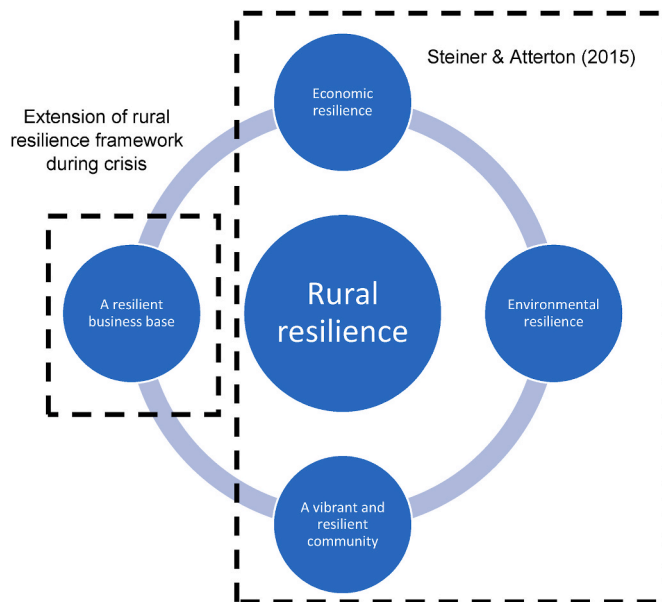 Steiner & Atterton (2015)
Economic
resilience
Extension of rural
resilience framework
during crisis
A resilient
business base
Rural
resilience
Environmental
resilience
A vibrant and
resilient
community